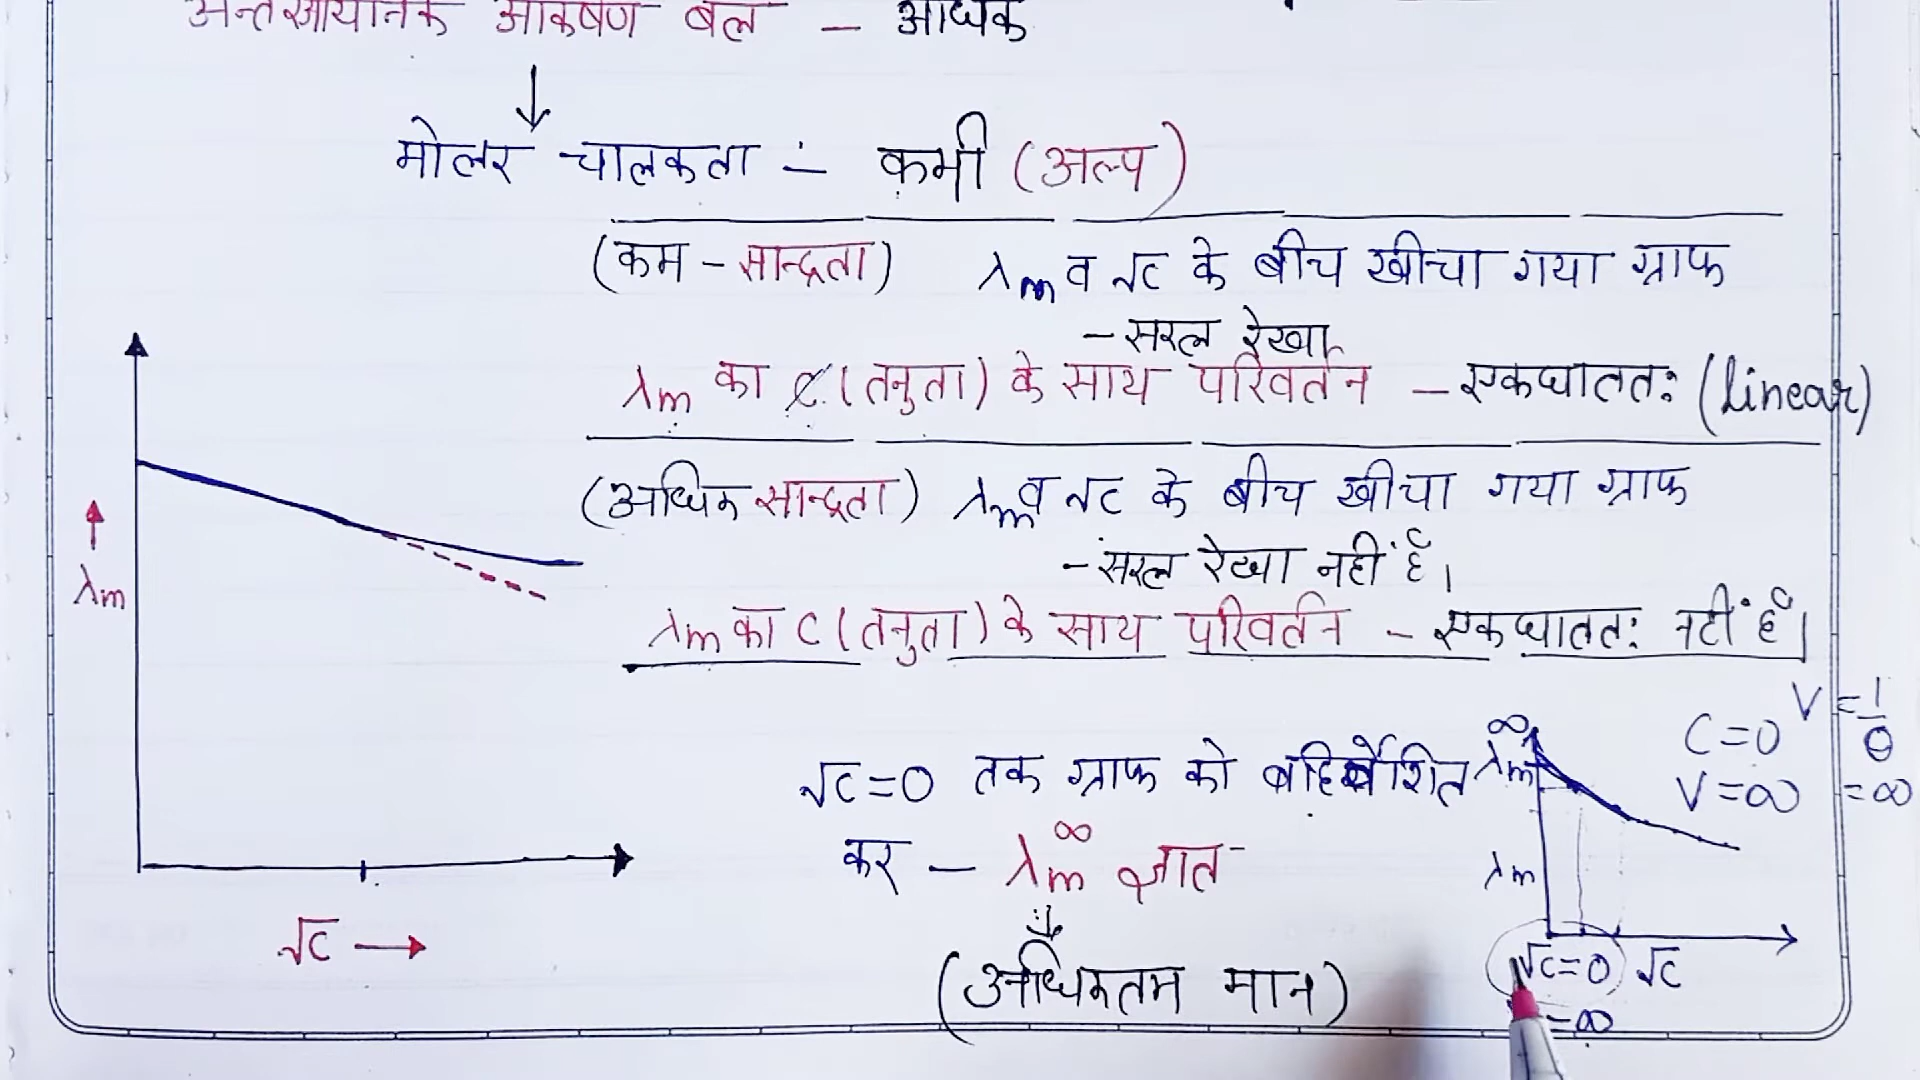 अन्तरआयनिक आकर्षण बल - अधिक
↓
मोलर चालकता :- कमी (अल्प)
(कम - सान्द्रता) λm व √C के बीच खींचा गया ग्राफ
- सरल रेखा
λm का C (तनुता) के साथ परिवर्तन - एकघाततः (linear)
(अधिक सान्द्रता) λm व √C के बीच खींचा गया ग्राफ
- सरल रेखा नहीं है।
λm का C (तनुता) के साथ परिवर्तन - एकघाततः नहीं है।
↑
λm
√C →
√C = 0 तक ग्राफ को बहिर्वेशित
कर - λm∞ ज्ञात
↓
(अधिकतम मान)
λm∞
λm
√C = 0 √C
= ∞
C = 0
V = ∞
V = 1/0
= ∞